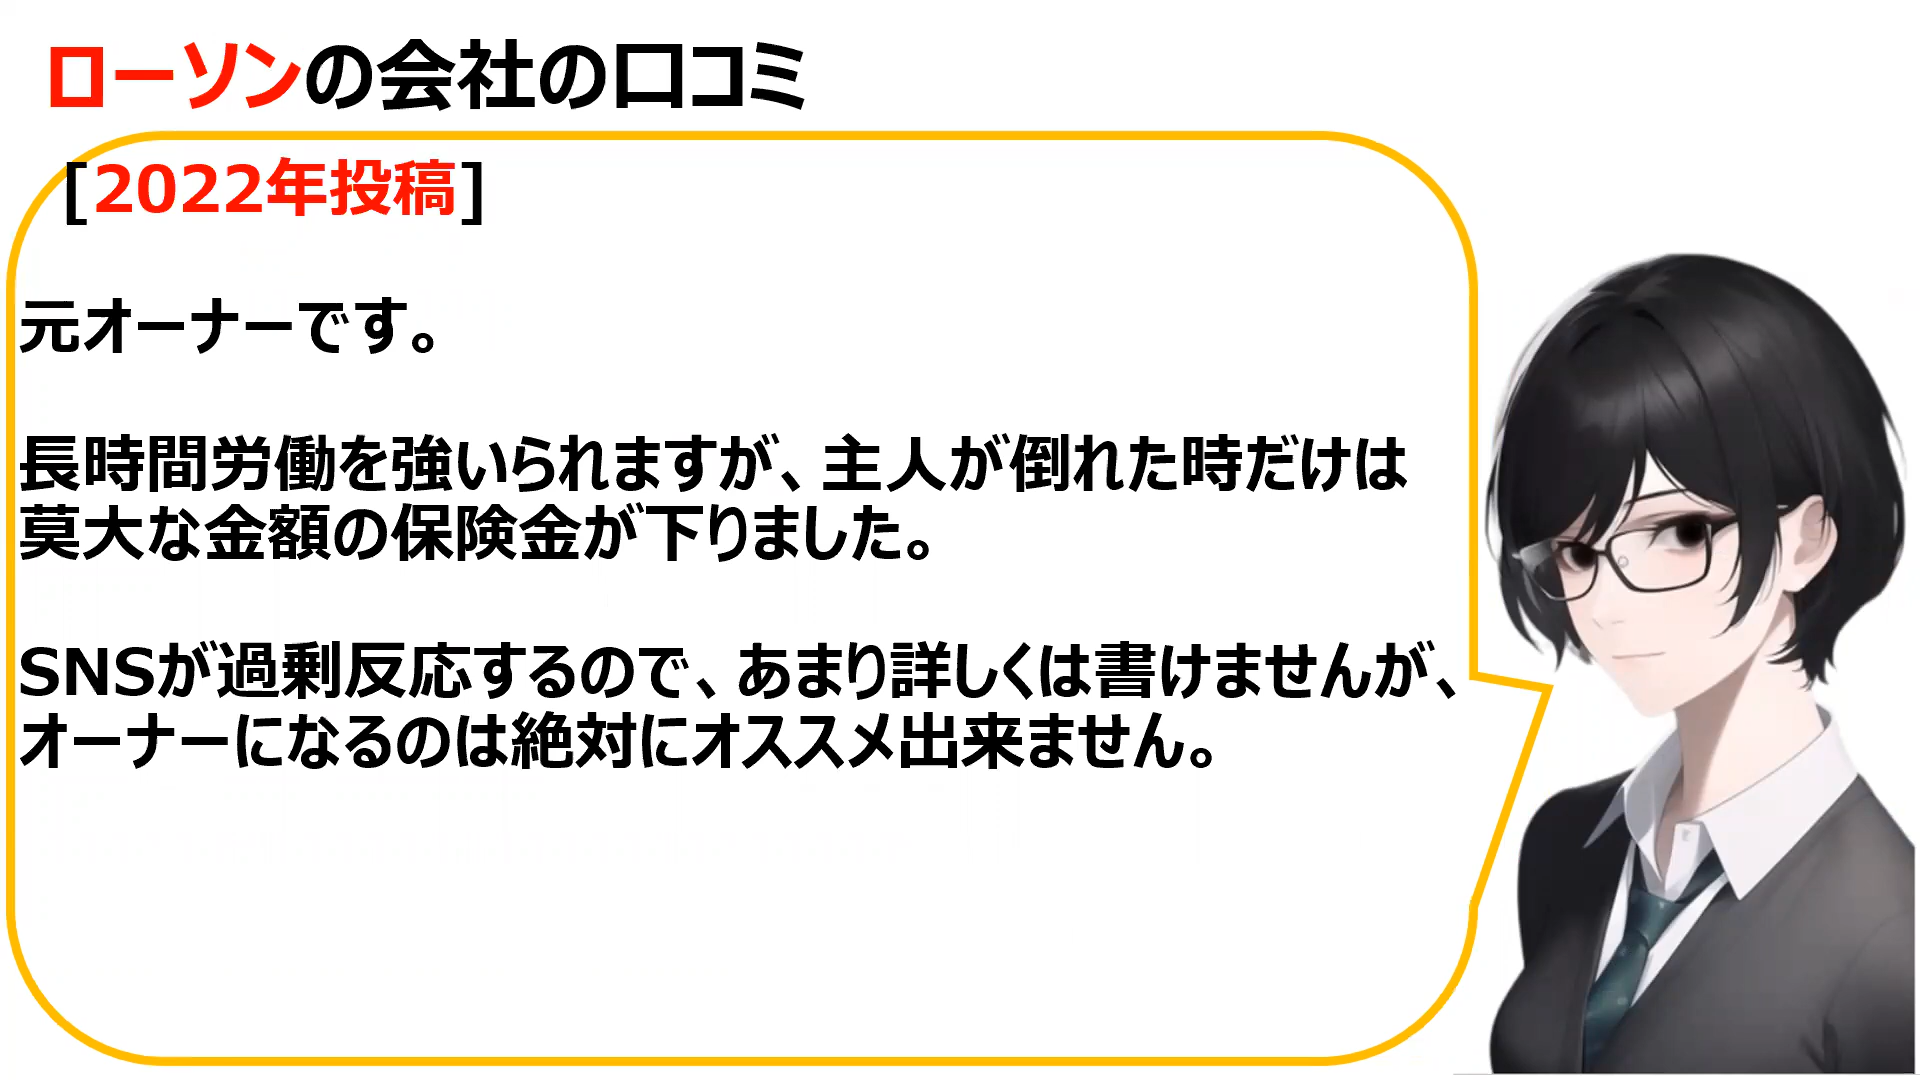 ローソンの会社の口コミ
[2022年投稿]
元オーナーです。
長時間労働を強いられますが、主人が倒れた時だけは
莫大な金額の保険金が下りました。
SNSが過剰反応するので、あまり詳しくは書けませんが、
オーナーになるのは絶対にオススメ出来ません。